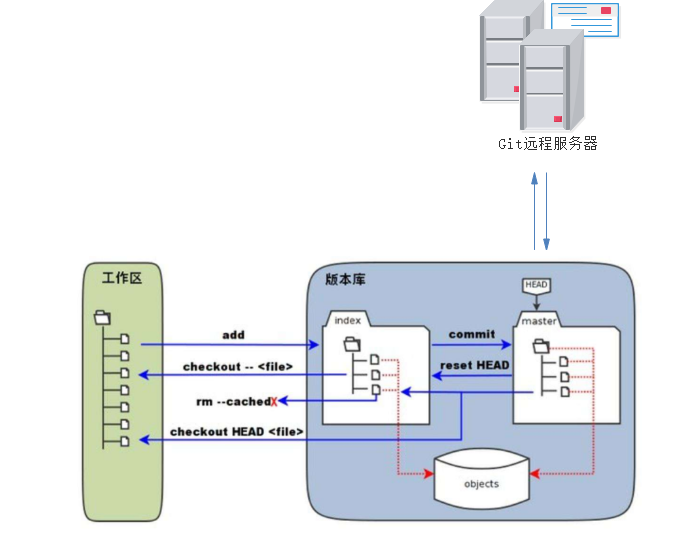 Git远程服务器
工作区
版本库
HEAD
index
master
add
commit
checkout -- <file>
reset HEAD
rm --cached
X
checkout HEAD <file>
objects